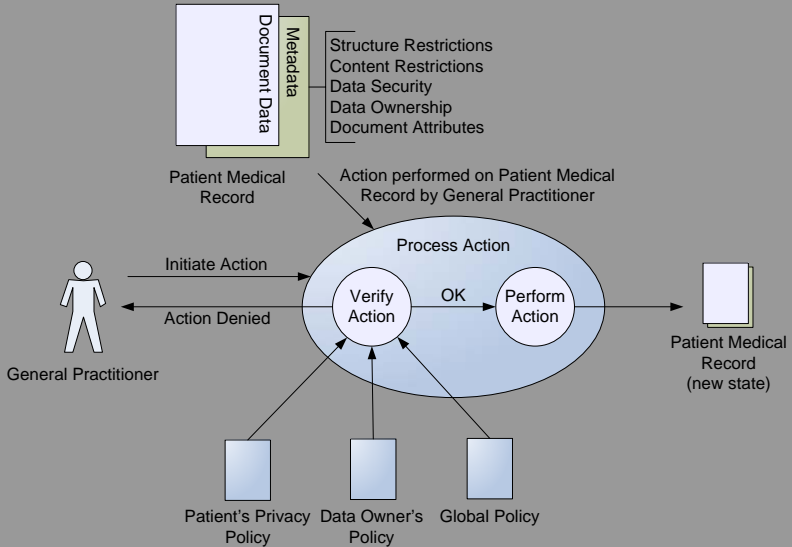 Document Data
Metadata
Structure Restrictions
Content Restrictions
Data Security
Data Ownership
Document Attributes
Patient Medical
Record
Action performed on Patient Medical
Record by General Practitioner
Process Action
Initiate Action
Verify
Action
OK
Perform
Action
Action Denied
General Practitioner
Patient Medical
Record
(new state)
Patient's Privacy
Policy
Data Owner's
Policy
Global Policy